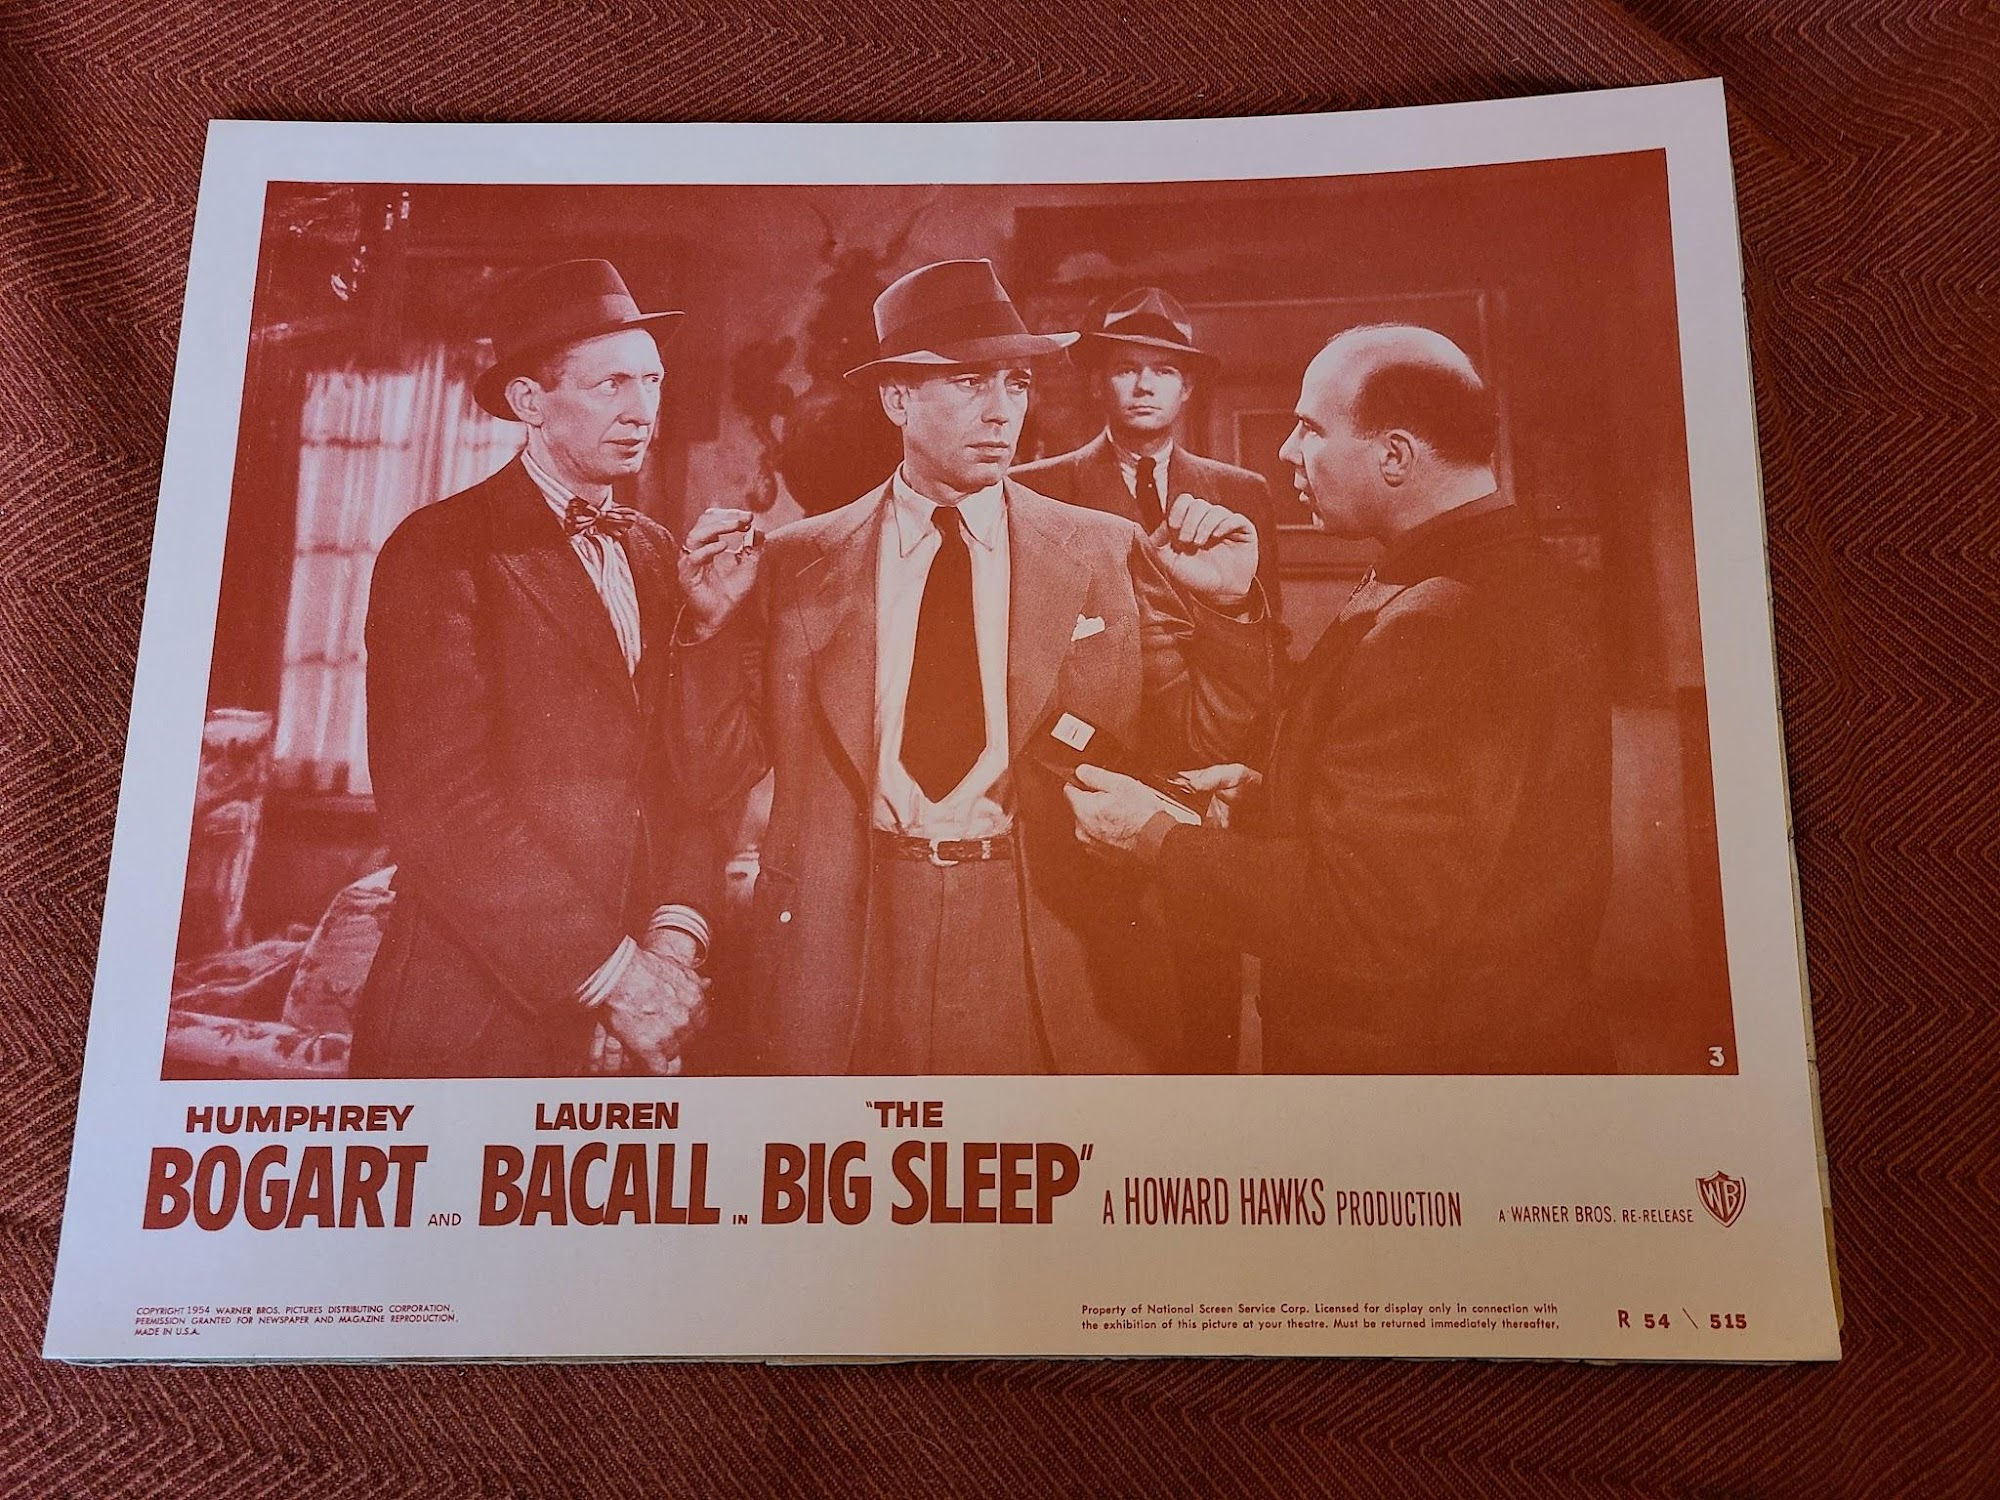 3
HUMPHREY BOGART AND LAUREN BACALL IN "THE BIG SLEEP" A HOWARD HAWKS PRODUCTION A WARNER BROS. RE-RELEASE WB
COPYRIGHT 1954 WARNER BROS. PICTURES DISTRIBUTING CORPORATION.
PERMISSION GRANTED FOR NEWSPAPER AND MAGAZINE REPRODUCTION.
MADE IN U.S.A.
Property of National Screen Service Corp. Licensed for display only in connection with
the exhibition of this picture at your theatre. Must be returned immediately thereafter.
R 54 \ 515